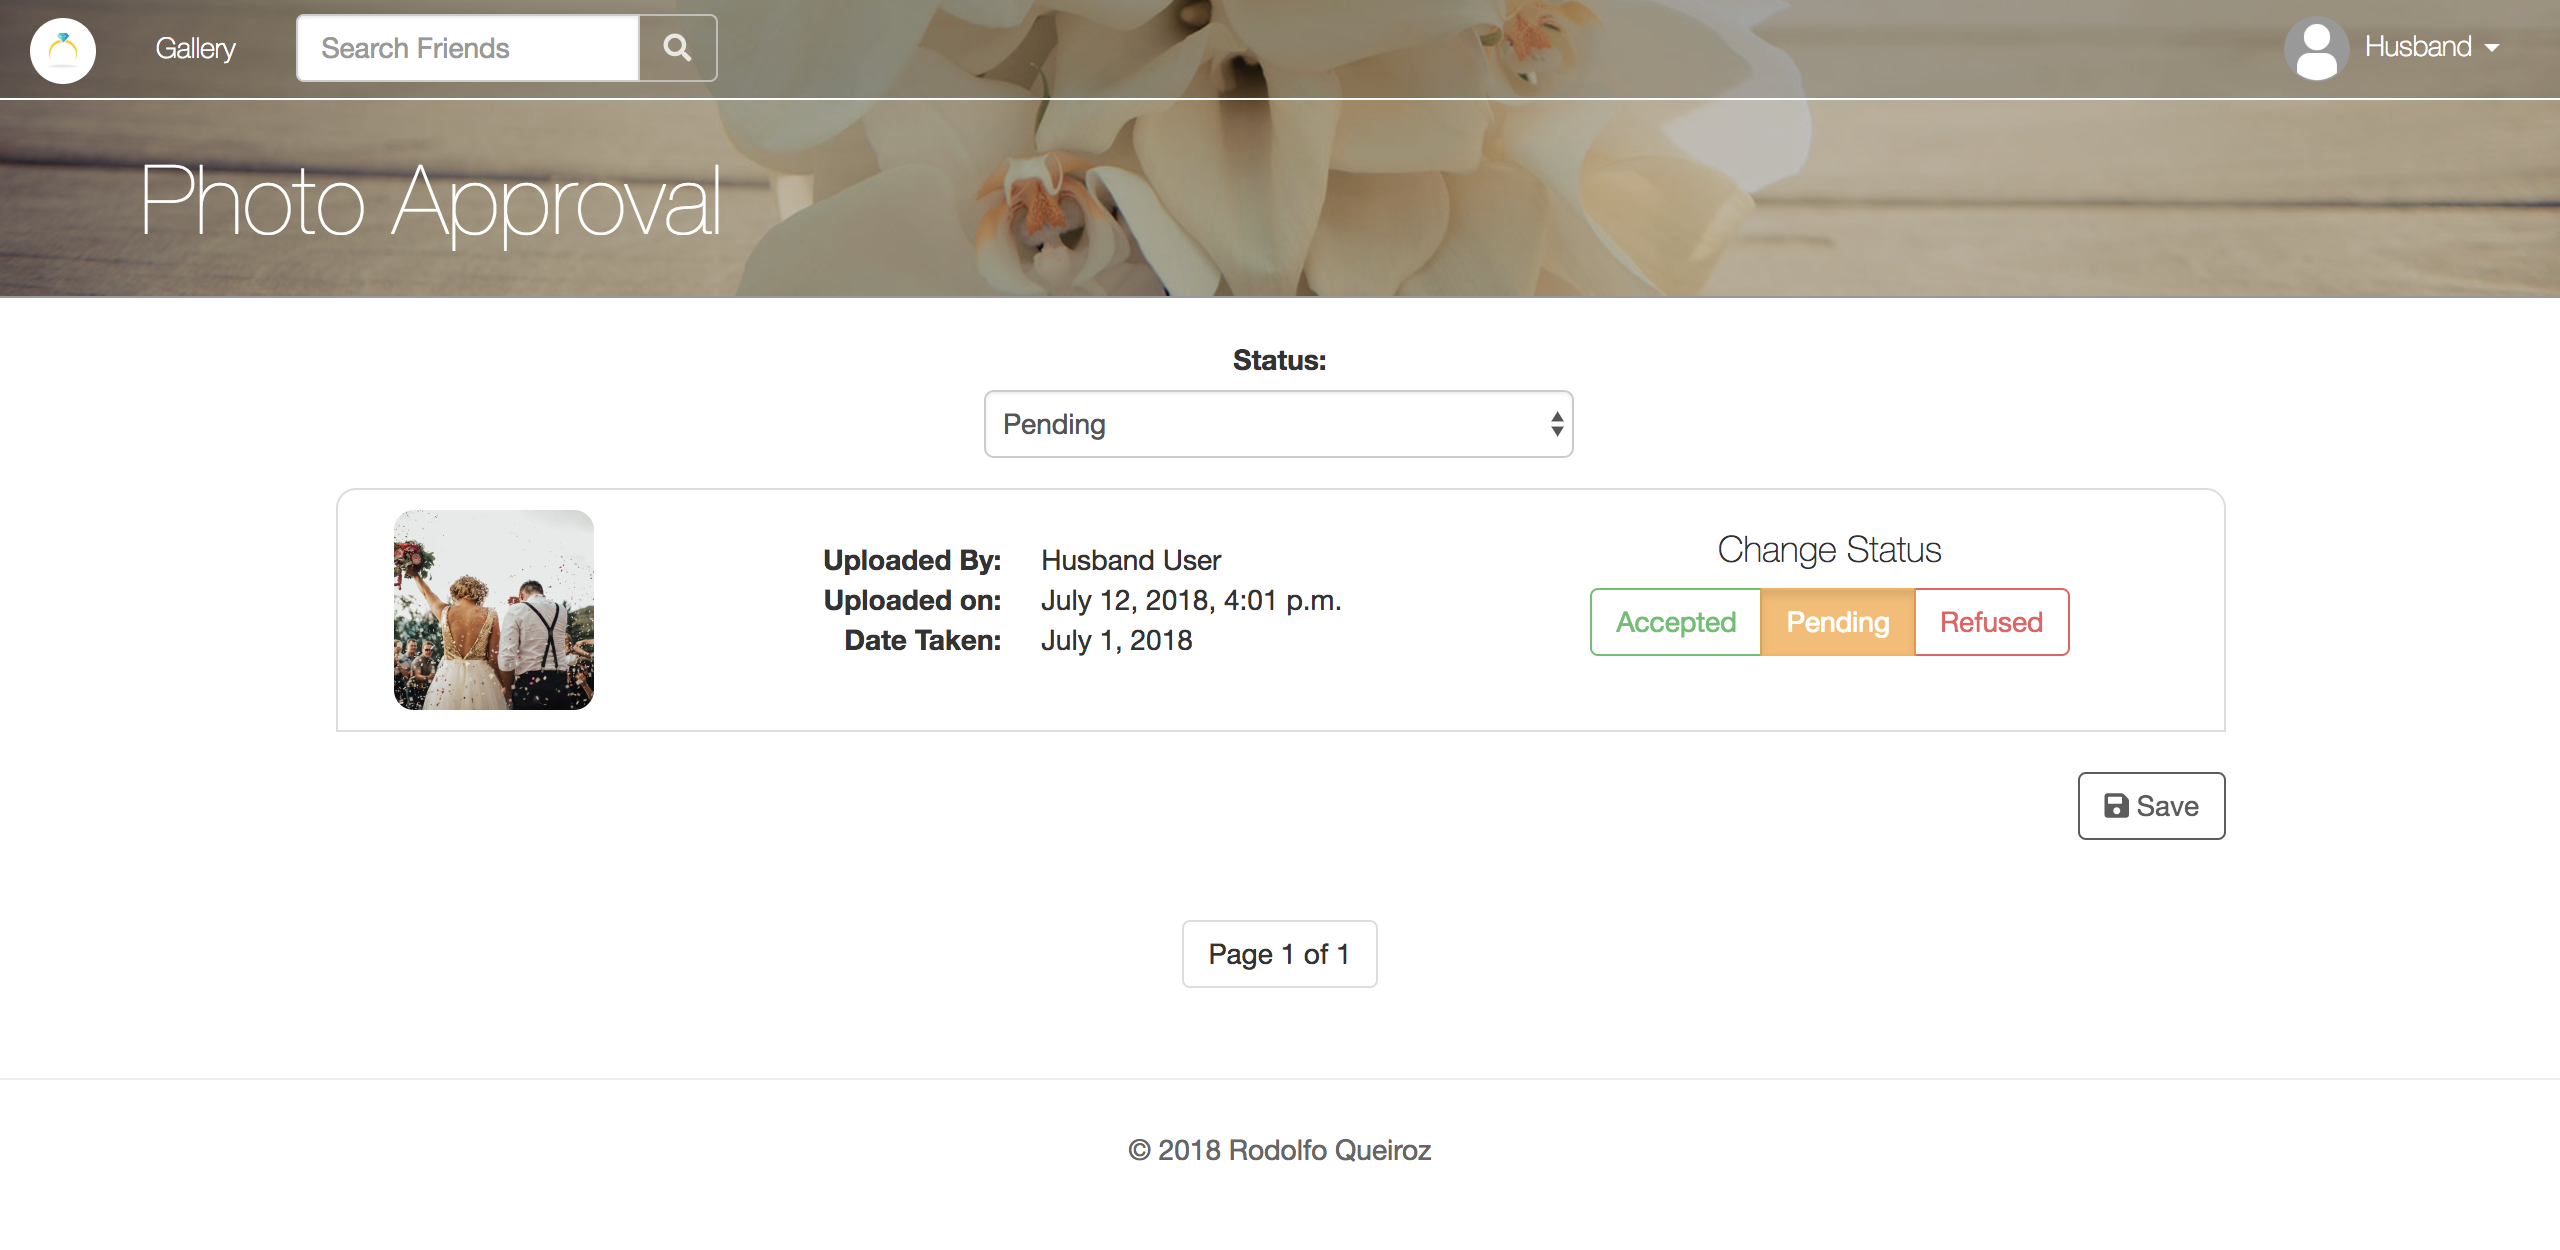 Gallery
Search Friends
Husband
Photo Approval
Status:
Pending
Uploaded By: Husband User
Uploaded on: July 12, 2018, 4:01 p.m.
Date Taken: July 1, 2018
Change Status
Accepted Pending Refused
Save
Page 1 of 1
© 2018 Rodolfo Queiroz